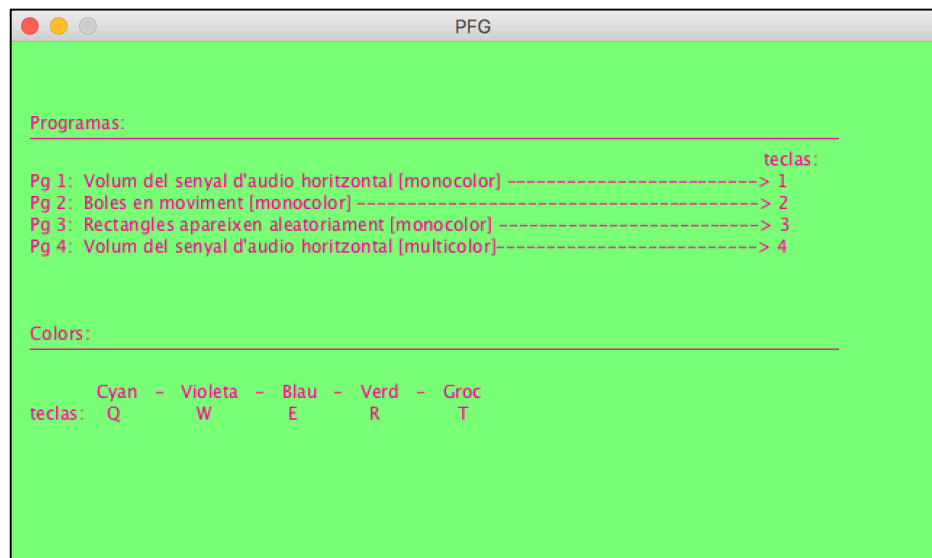 PFG
Programas:
teclas:
Pg 1: Volum del senyal d'audio horitzontal [monocolor] -------------------------> 1
Pg 2: Boles en moviment [monocolor] ----------------------------------------> 2
Pg 3: Rectangles apareixen aleatoriament [monocolor] --------------------------> 3
Pg 4: Volum del senyal d'audio horitzontal [multicolor]--------------------------> 4
Colors:
Cyan - Violeta - Blau - Verd - Groc
teclas: Q W E R T